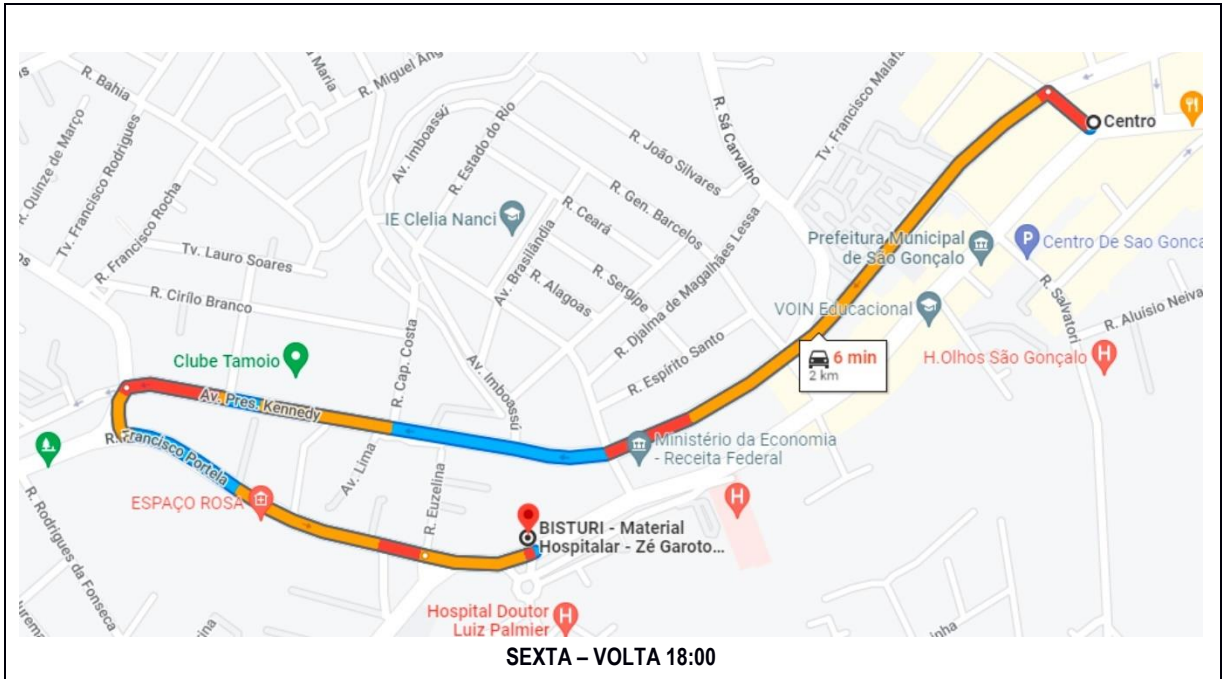 R. Bahia
R. Miguel Âng
Maria
R. Quinze de Março
Tv. Francisco Rodrigues
R. Francisco Rocha
Av. Imboassú
R. Estado do Rio
R. João Silvares
R. Sá Carvalho
Tv. Francisco Malafa
Centro
IE Clelia Nanci
R. Ceará
R. Gen. Barcelos
Av. Brasilândia
R. Sergipe
R. Alagoas
R. Djalma de Magalhães Lessa
R. Espírito Santo
Prefeitura Municipal
de São Gonçalo
Centro De Sao Gonca
VOIN Educacional
R. Salvatori
R. Aluísio Neiva
H.Olhos São Gonçalo
6 min
2 km
Tv. Lauro Soares
R. Cirílo Branco
R. Cap. Costa
Av. Imboassú
Clube Tamoio
Av. Pres. Kennedy
R. Francisco Portela
Av. Lima
R. Euzelina
Ministério da Economia
- Receita Federal
ESPAÇO ROSA
R. Rodrigues da Fonseca
BISTURI - Material
Hospitalar - Zé Garoto...
Hospital Doutor
Luiz Palmier
SEXTA – VOLTA 18:00